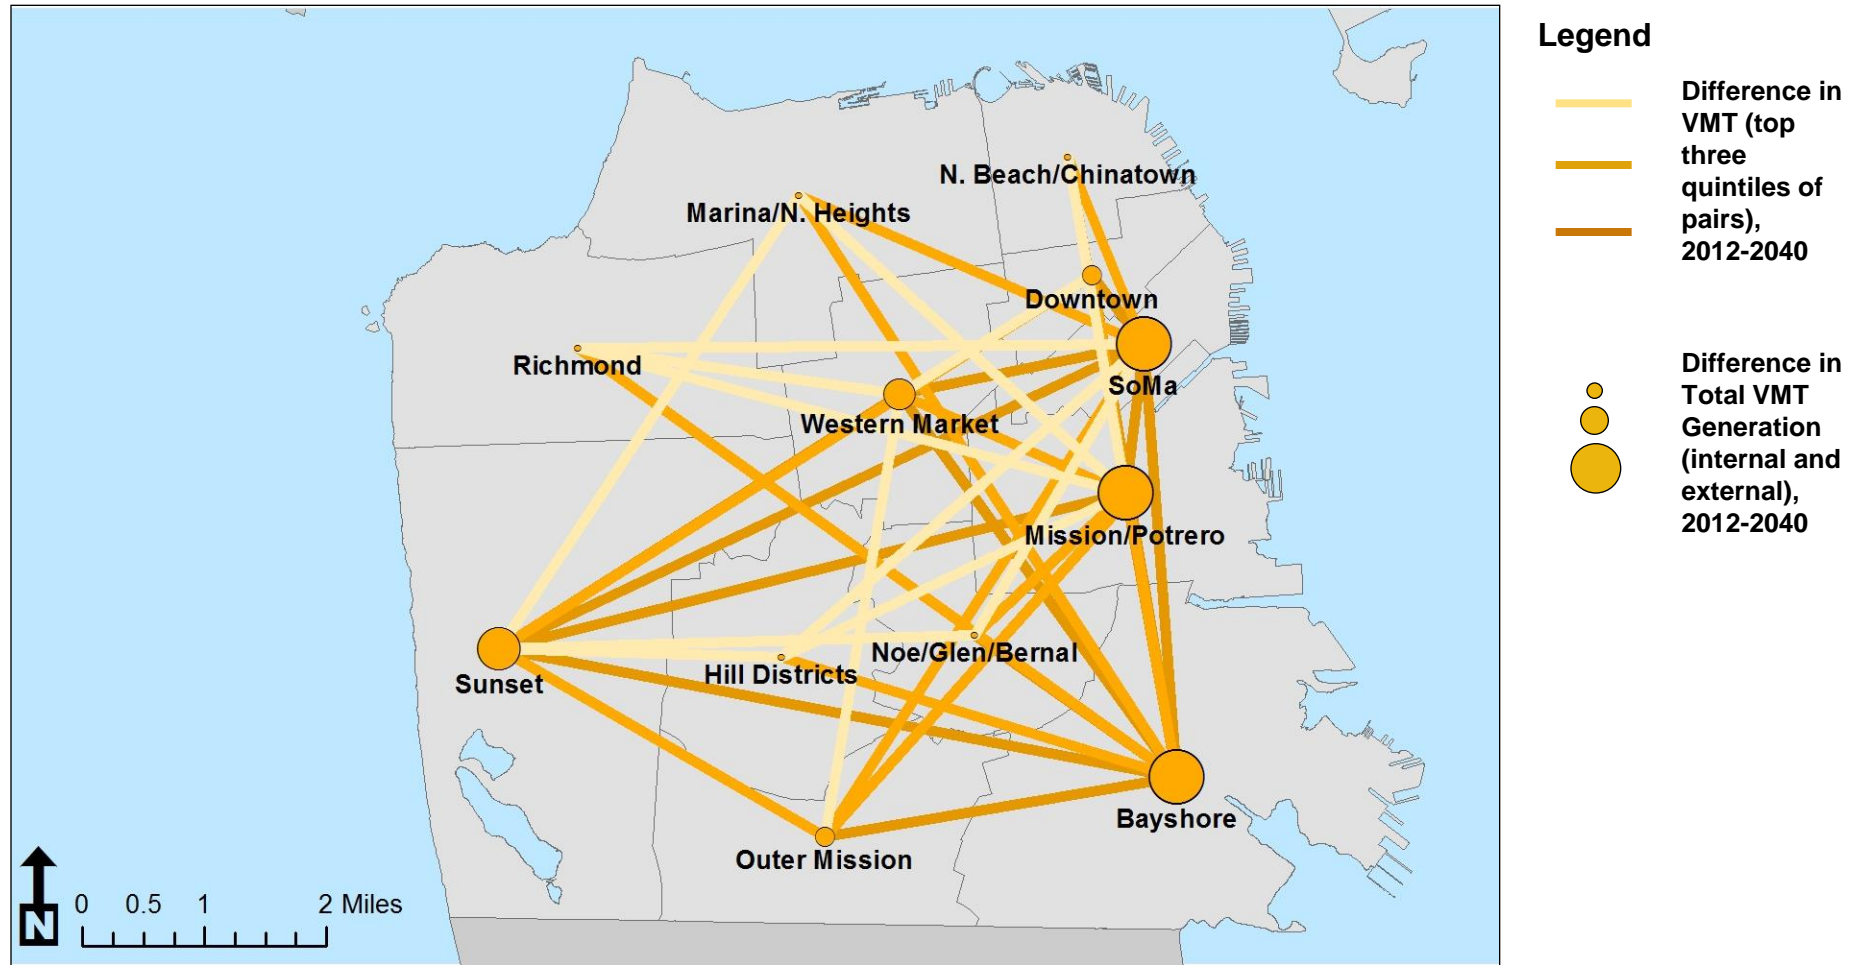 Legend
Difference in
VMT (top
three
quintiles of
pairs),
2012-2040
Difference in
Total VMT
Generation
(internal and
external),
2012-2040
N. Beach/Chinatown
Marina/N. Heights
Downtown
Richmond
SoMa
Western Market
Mission/Potrero
Noe/Glen/Bernal
Hill Districts
Sunset
Bayshore
Outer Mission
N
0 0.5 1 2 Miles